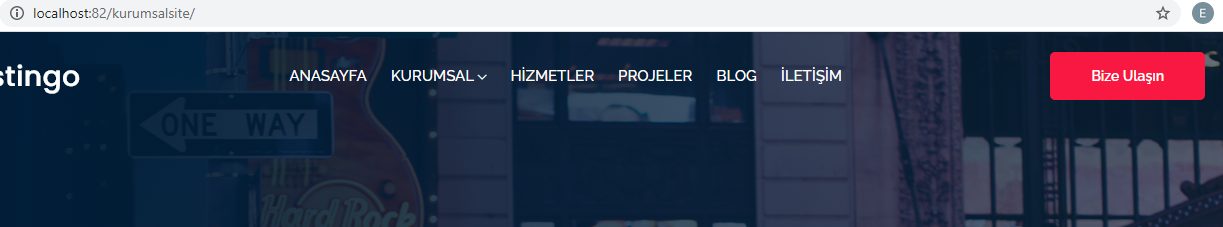 localhost:82/kurumsalsite/
E
stingo
ANASAYFA KURUMSAL HİZMETLER PROJELER BLOG İLETİŞİM
Bize Ulaşın
ONE WAY
Hard Rock